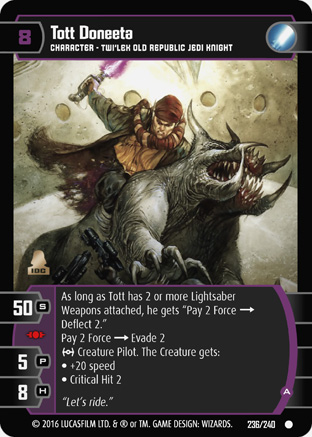 8
Tott Doneeta
CHARACTER - TWI'LEK OLD REPUBLIC JEDI KNIGHT
IDC
50 S
5 P
8 H
As long as Tott has 2 or more Lightsaber
Weapons attached, he gets "Pay 2 Force →
Deflect 2."
Pay 2 Force → Evade 2
Creature Pilot. The Creature gets:
• +20 speed
• Critical Hit 2
"Let's ride."
A
© 2016 LUCASFILM LTD. & ® OR TM. GAME DESIGN: WIZARDS. 236/240